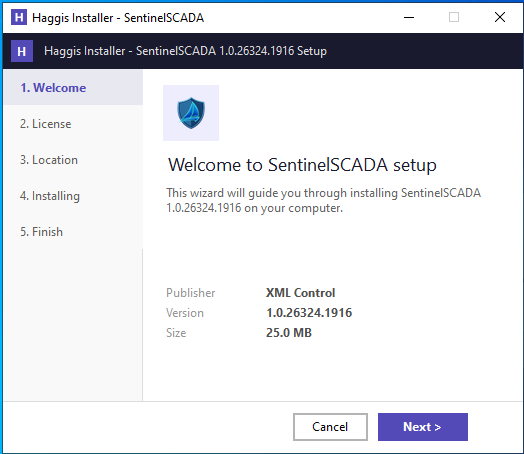 H Haggis Installer - SentinelSCADA
H Haggis Installer - SentinelSCADA 1.0.26324.1916 Setup
1. Welcome
2. License
3. Location
4. Installing
5. Finish
Welcome to SentinelSCADA setup
This wizard will guide you through installing SentinelSCADA
1.0.26324.1916 on your computer.
Publisher XML Control
Version 1.0.26324.1916
Size 25.0 MB
Cancel Next >